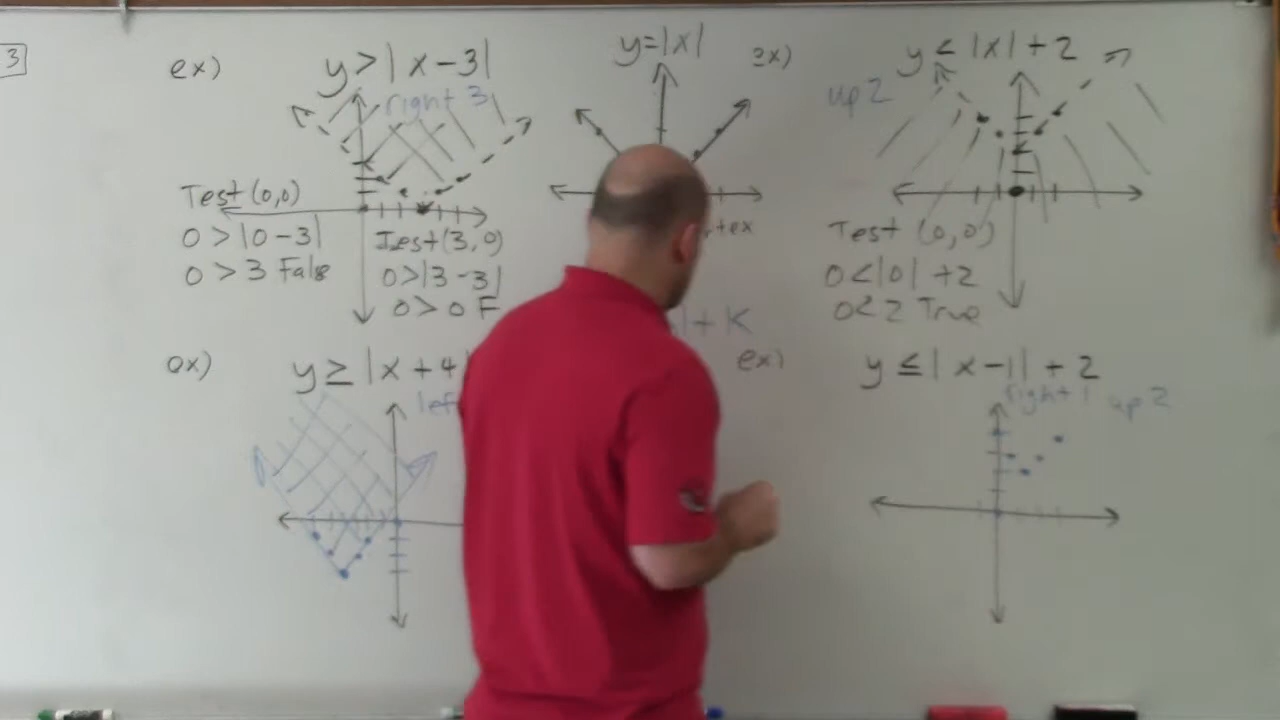 3
ex)
y > |x - 3|
right 3
Test (0,0)
0 > |0 - 3|
0 > 3 False
Test (3,0)
0 > |3 - 3|
0 > 0 F
y = |x|
ex)
y < |x| + 2
up 2
Test (0,0)
0 < |0| + 2
0 < 2 True
ex)
y ≥ |x + 4
| + K
ex)
y ≤ |x - 1| + 2
right 1 up 2